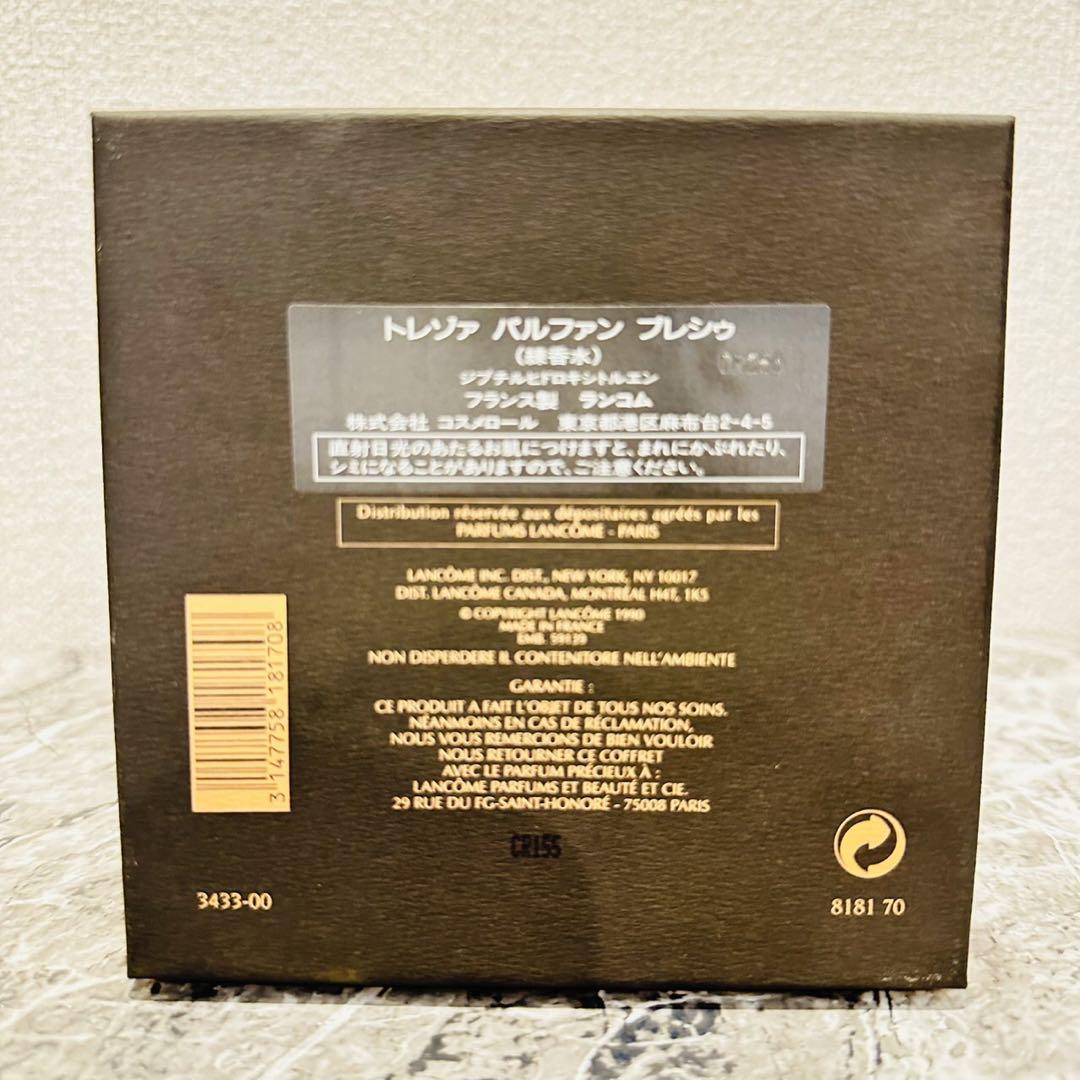 トレゾァ パルファン プレシゥ
(練香水)
ジブチルヒドロキシトルエン
フランス製 ランコム
株式会社 コスメロール 東京都港区麻布台2-4-5
直射日光のあたるお肌につけますと、まれにかぶれたり、
シミになることがありますので、ご注意ください。
Distribution réservée aux dépositaires agréés par les
PARFUMS LANCÔME - PARIS
LANCÔME INC. DIST., NEW YORK, NY 10017
DIST. LANCÔME CANADA, MONTRÉAL H4T, 1K5
© COPYRIGHT LANCÔME 1990
MADE IN FRANCE
EMB. 59139
NON DISPERDERE IL CONTENITORE NELL'AMBIENTE
GARANTIE :
CE PRODUIT A FAIT L'OBJET DE TOUS NOS SOINS.
NÉANMOINS EN CAS DE RÉCLAMATION,
NOUS VOUS REMERCIONS DE BIEN VOULOIR
NOUS RETOURNER CE COFFRET
AVEC LE PARFUM PRÉCIEUX À :
LANCÔME PARFUMS ET BEAUTÉ ET CIE.
29 RUE DU FG-SAINT-HONORÉ - 75008 PARIS
3 147758 181708
CR155
3433-00
8181 70